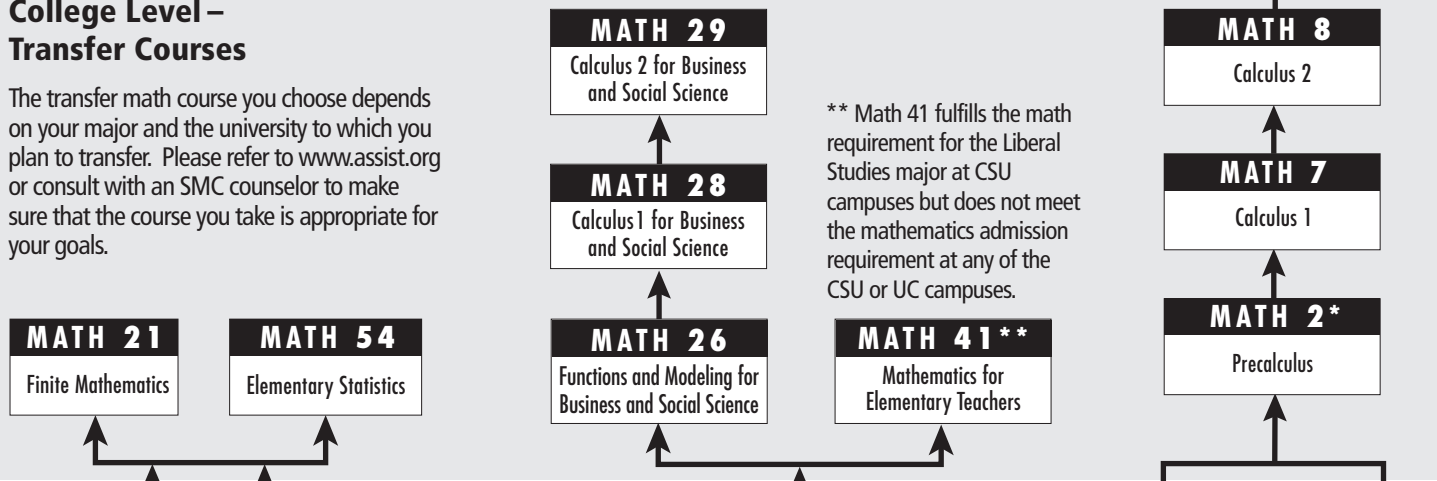 College Level –
Transfer Courses
The transfer math course you choose depends
on your major and the university to which you
plan to transfer. Please refer to www.assist.org
or consult with an SMC counselor to make
sure that the course you take is appropriate for
your goals.
MATH 21
Finite Mathematics
MATH 54
Elementary Statistics
MATH 29
Calculus 2 for Business
and Social Science
MATH 28
Calculus1 for Business
and Social Science
MATH 26
Functions and Modeling for
Business and Social Science
** Math 41 fulfills the math
requirement for the Liberal
Studies major at CSU
campuses but does not meet
the mathematics admission
requirement at any of the
CSU or UC campuses.
MATH 41**
Mathematics for
Elementary Teachers
MATH 8
Calculus 2
MATH 7
Calculus 1
MATH 2*
Precalculus